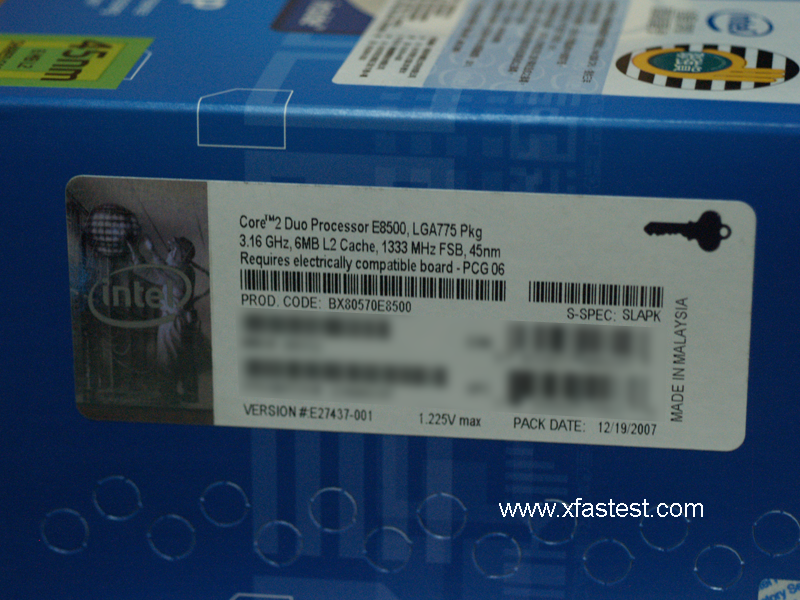 45nm
intel
Core™2 Duo Processor E8500, LGA775 Pkg
3.16 GHz, 6MB L2 Cache, 1333 MHz FSB, 45nm
Requires electrically compatible board - PCG 06
PROD. CODE: BX80570E8500
S-SPEC: SLAPK
MADE IN MALAYSIA
VERSION #:E27437-001 1.225V max PACK DATE: 12/19/2007
www.xfastest.com